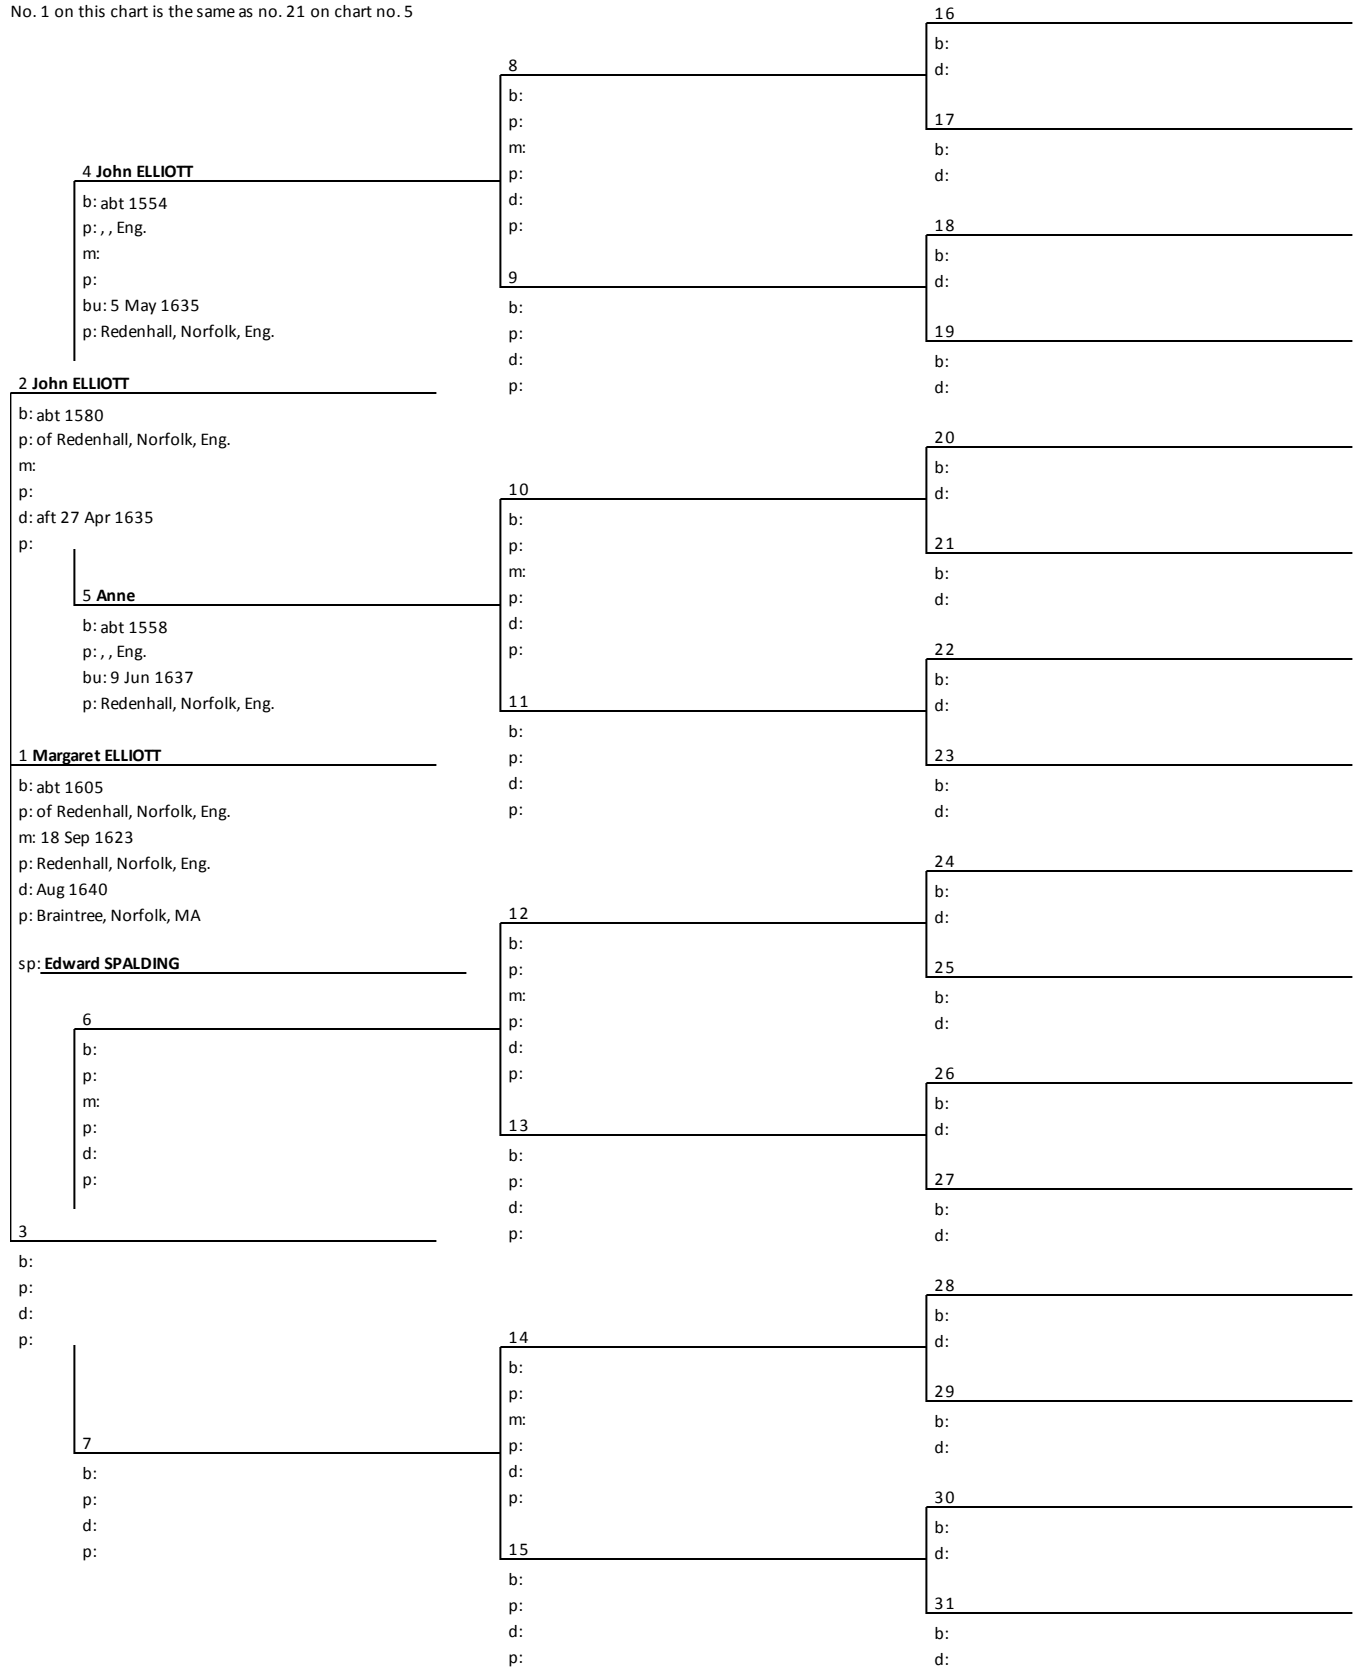 No. 1 on this chart is the same as no. 21 on chart no. 5
4 John ELLIOTT
b: abt 1554
p: , , Eng.
m:
p:
bu: 5 May 1635
p: Redenhall, Norfolk, Eng.
2 John ELLIOTT
b: abt 1580
p: of Redenhall, Norfolk, Eng.
m:
p:
d: aft 27 Apr 1635
p:
5 Anne
b: abt 1558
p: , , Eng.
bu: 9 Jun 1637
p: Redenhall, Norfolk, Eng.
1 Margaret ELLIOTT
b: abt 1605
p: of Redenhall, Norfolk, Eng.
m: 18 Sep 1623
p: Redenhall, Norfolk, Eng.
d: Aug 1640
p: Braintree, Norfolk, MA
sp: Edward SPALDING
6
b:
p:
m:
p:
d:
p:
3
b:
p:
d:
p:
7
b:
p:
d:
p:
8
b:
p:
m:
p:
d:
p:
9
b:
p:
d:
p:
10
b:
p:
m:
p:
d:
p:
11
b:
p:
d:
p:
12
b:
p:
m:
p:
d:
p:
13
b:
p:
d:
p:
14
b:
p:
m:
p:
d:
p:
15
b:
p:
d:
p:
16
b:
d:
17
b:
d:
18
b:
d:
19
b:
d:
20
b:
d:
21
b:
d:
22
b:
d:
23
b:
d:
24
b:
d:
25
b:
d:
26
b:
d:
27
b:
d:
28
b:
d:
29
b:
d:
30
b:
d:
31
b:
d: